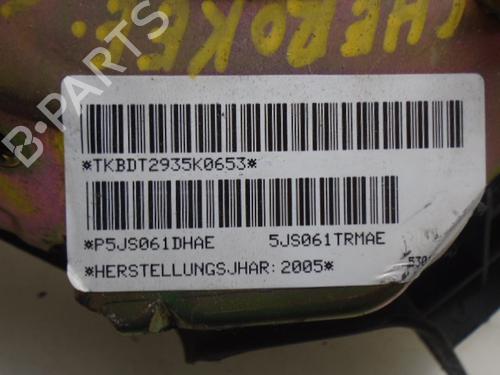 CHEROKEE
B-PARTS
*TKBDT2935K0653*
*P5JS061DHAE 5JS061TRMAE
*HERSTELLUNGSJHAR: 2005*